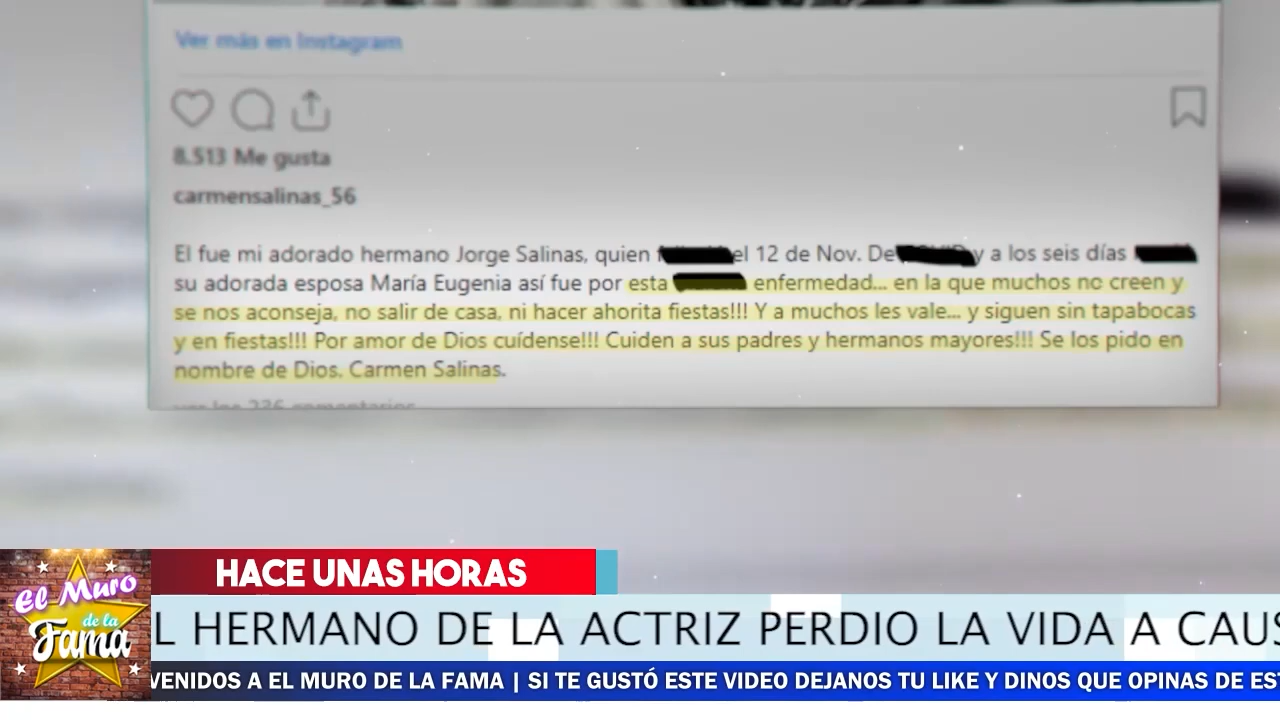 Ver más en Instagram
8.513 Me gusta
carmensalinas_56
El fue mi adorado hermano Jorge Salinas, quien el 12 de Nov. De y a los seis días
su adorada esposa María Eugenia así fue por esta enfermedad... en la que muchos no creen y
se nos aconseja, no salir de casa, ni hacer ahorita fiestas!!! Y a muchos les vale... y siguen sin tapabocas
y en fiestas!!! Por amor de Dios cuídense!!! Cuiden a sus padres y hermanos mayores!!! Se los pido en
nombre de Dios. Carmen Salinas.
HACE UNAS HORAS
El Muro
de la
Fama
L HERMANO DE LA ACTRIZ PERDIO LA VIDA A CAUS
VENIDOS A EL MURO DE LA FAMA | SI TE GUSTÓ ESTE VIDEO DEJANOS TU LIKE Y DINOS QUE OPINAS DE EST